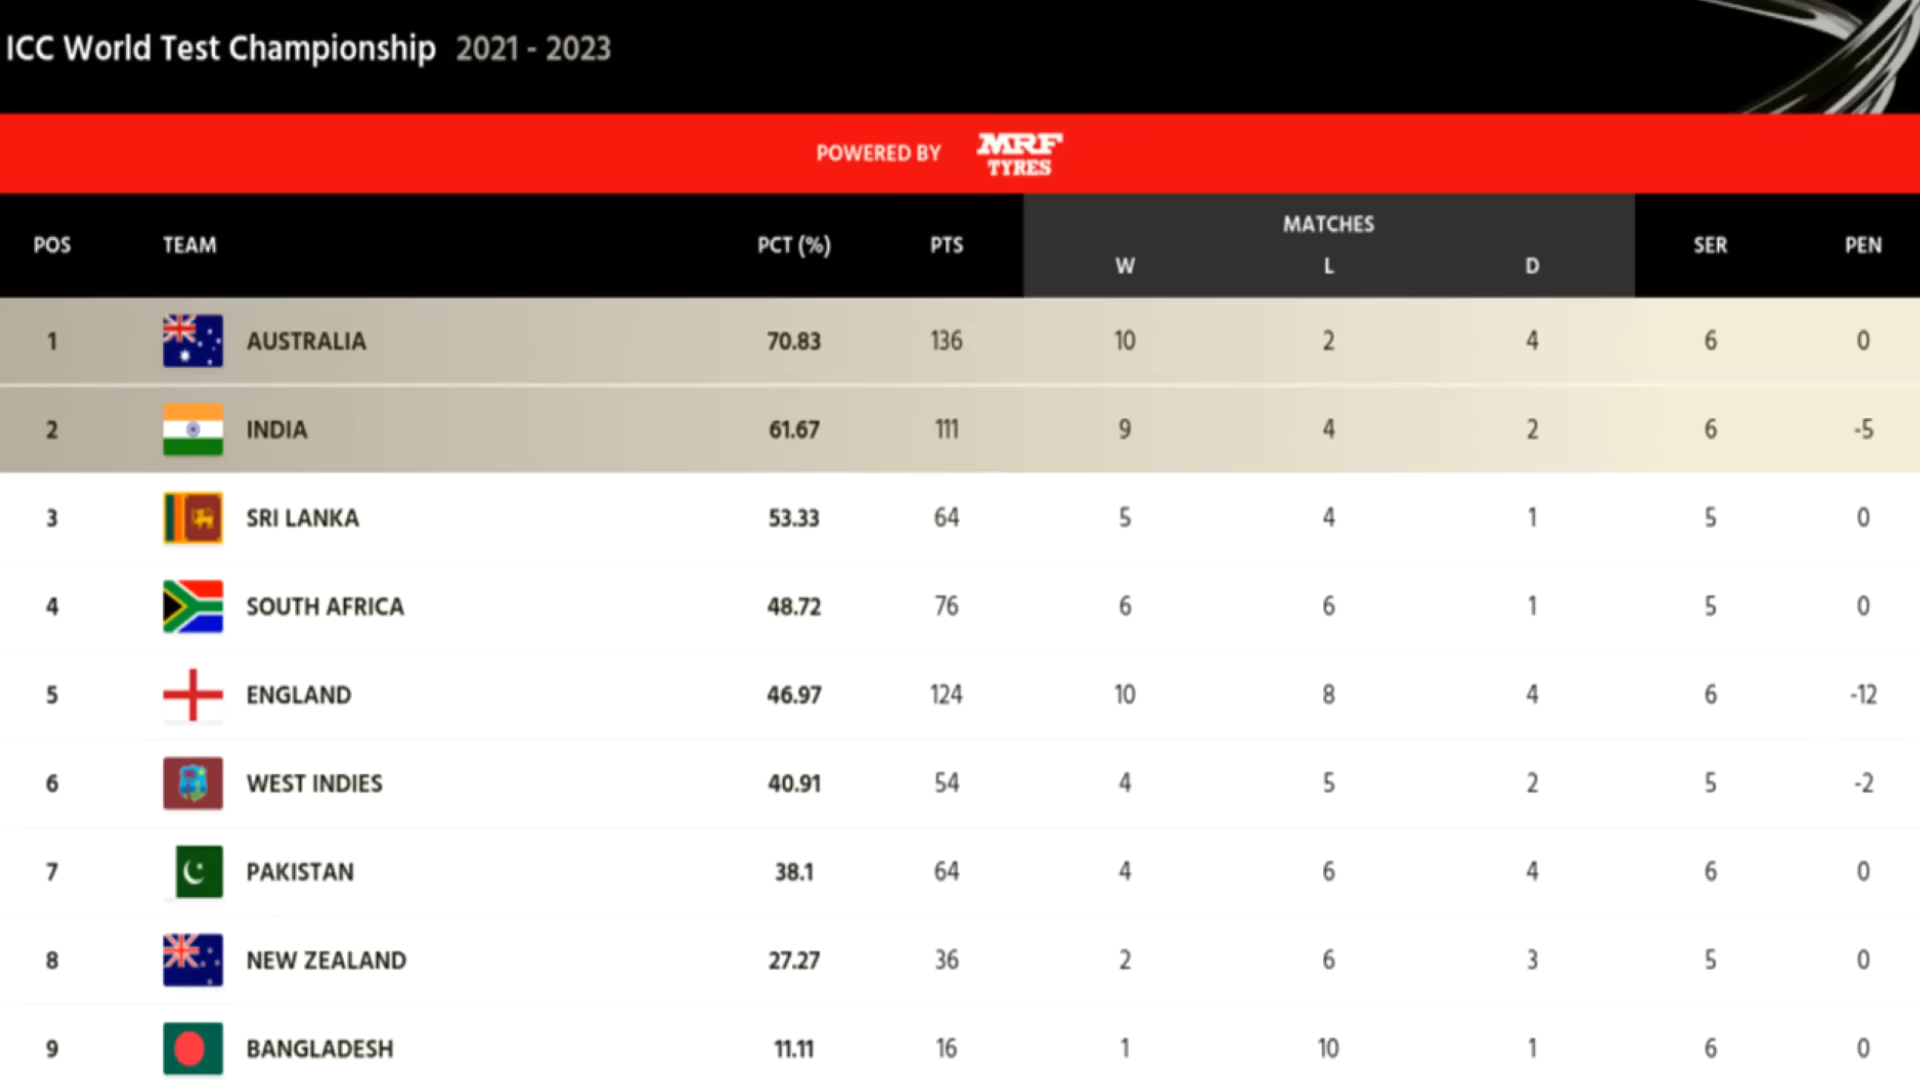 ICC World Test Championship 2021 - 2023
POWERED BY MRF TYRES
MATCHES
POS TEAM PCT (%) PTS W L D SER PEN
1 AUSTRALIA 70.83 136 10 2 4 6 0
2 INDIA 61.67 111 9 4 2 6 -5
3 SRI LANKA 53.33 64 5 4 1 5 0
4 SOUTH AFRICA 48.72 76 6 6 1 5 0
5 ENGLAND 46.97 124 10 8 4 6 -12
6 WEST INDIES 40.91 54 4 5 2 5 -2
7 PAKISTAN 38.1 64 4 6 4 6 0
8 NEW ZEALAND 27.27 36 2 6 3 5 0
9 BANGLADESH 11.11 16 1 10 1 6 0